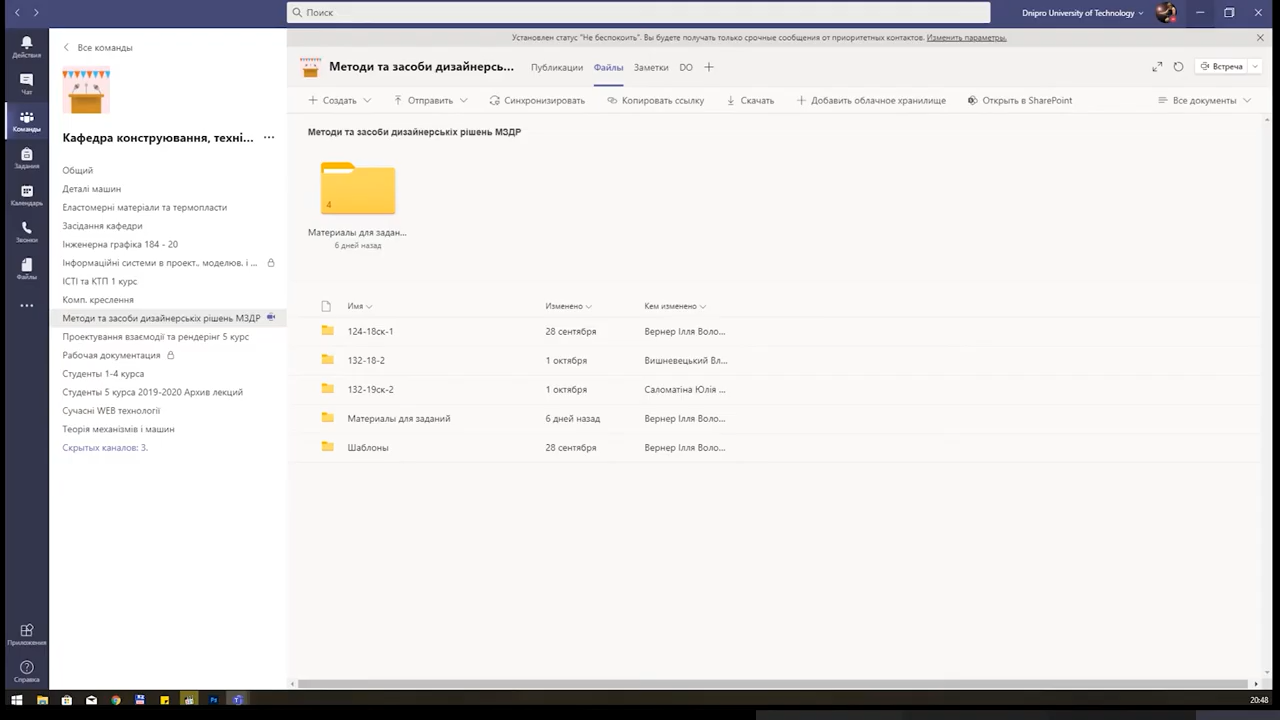 Поиск
Dnipro University of Technology
Действия
Чат
Команды
Задания
Календарь
Звонки
Файлы
Приложения
Справка
Все команды
Кафедра конструювання, техні...
Общий
Деталі машин
Еластомерні матеріали та термопласти
Засідання кафедри
Інженерна графіка 184 - 20
Інформаційні системи в проект., моделюв. і ...
ІСТІ та КТП 1 курс
Комп. креслення
Методи та засоби дизайнерськіх рішень МЗДР
Проектування взаємодії та рендерінг 5 курс
Рабочая документация
Студенты 1-4 курса
Студенты 5 курса 2019-2020 Архив лекций
Сучасні WEB технології
Теорія механізмів і машин
Скрытых каналов: 3.
Установлен статус "Не беспокоить". Вы будете получать только срочные сообщения от приоритетных контактов. Изменить параметры.
Методи та засоби дизайнерсь... Публикации Файлы Заметки DO
Встреча
Создать Отправить Синхронизировать Копировать ссылку Скачать Добавить облачное хранилище Открыть в SharePoint Все документы
Методи та засоби дизайнерськіх рішень МЗДР
4
Материалы для задан...
6 дней назад
Имя Изменено Кем изменено
124-18ск-1 28 сентября Вернер Ілля Воло...
132-18-2 1 октября Вишневецький Вл...
132-19ск-2 1 октября Саломатіна Юлія ...
Материалы для заданий 6 дней назад Вернер Ілля Воло...
Шаблоны 28 сентября Вернер Ілля Воло...
20:48